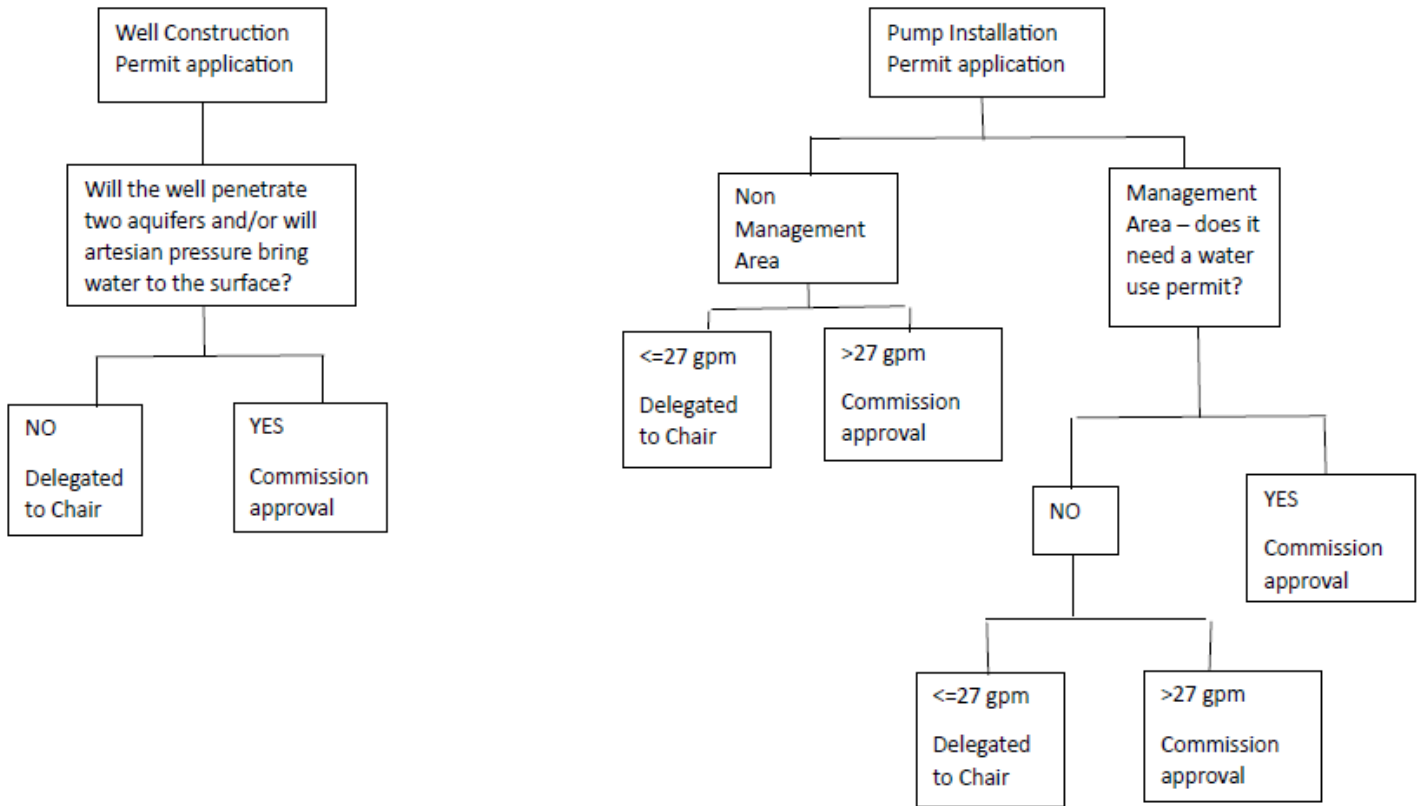 Well Construction
Permit application
Will the well penetrate
two aquifers and/or will
artesian pressure bring
water to the surface?
NO
Delegated
to Chair
YES
Commission
approval
Pump Installation
Permit application
Non
Management
Area
<=27 gpm
Delegated
to Chair
>27 gpm
Commission
approval
Management
Area – does it
need a water
use permit?
NO
<=27 gpm
Delegated
to Chair
>27 gpm
Commission
approval
YES
Commission
approval